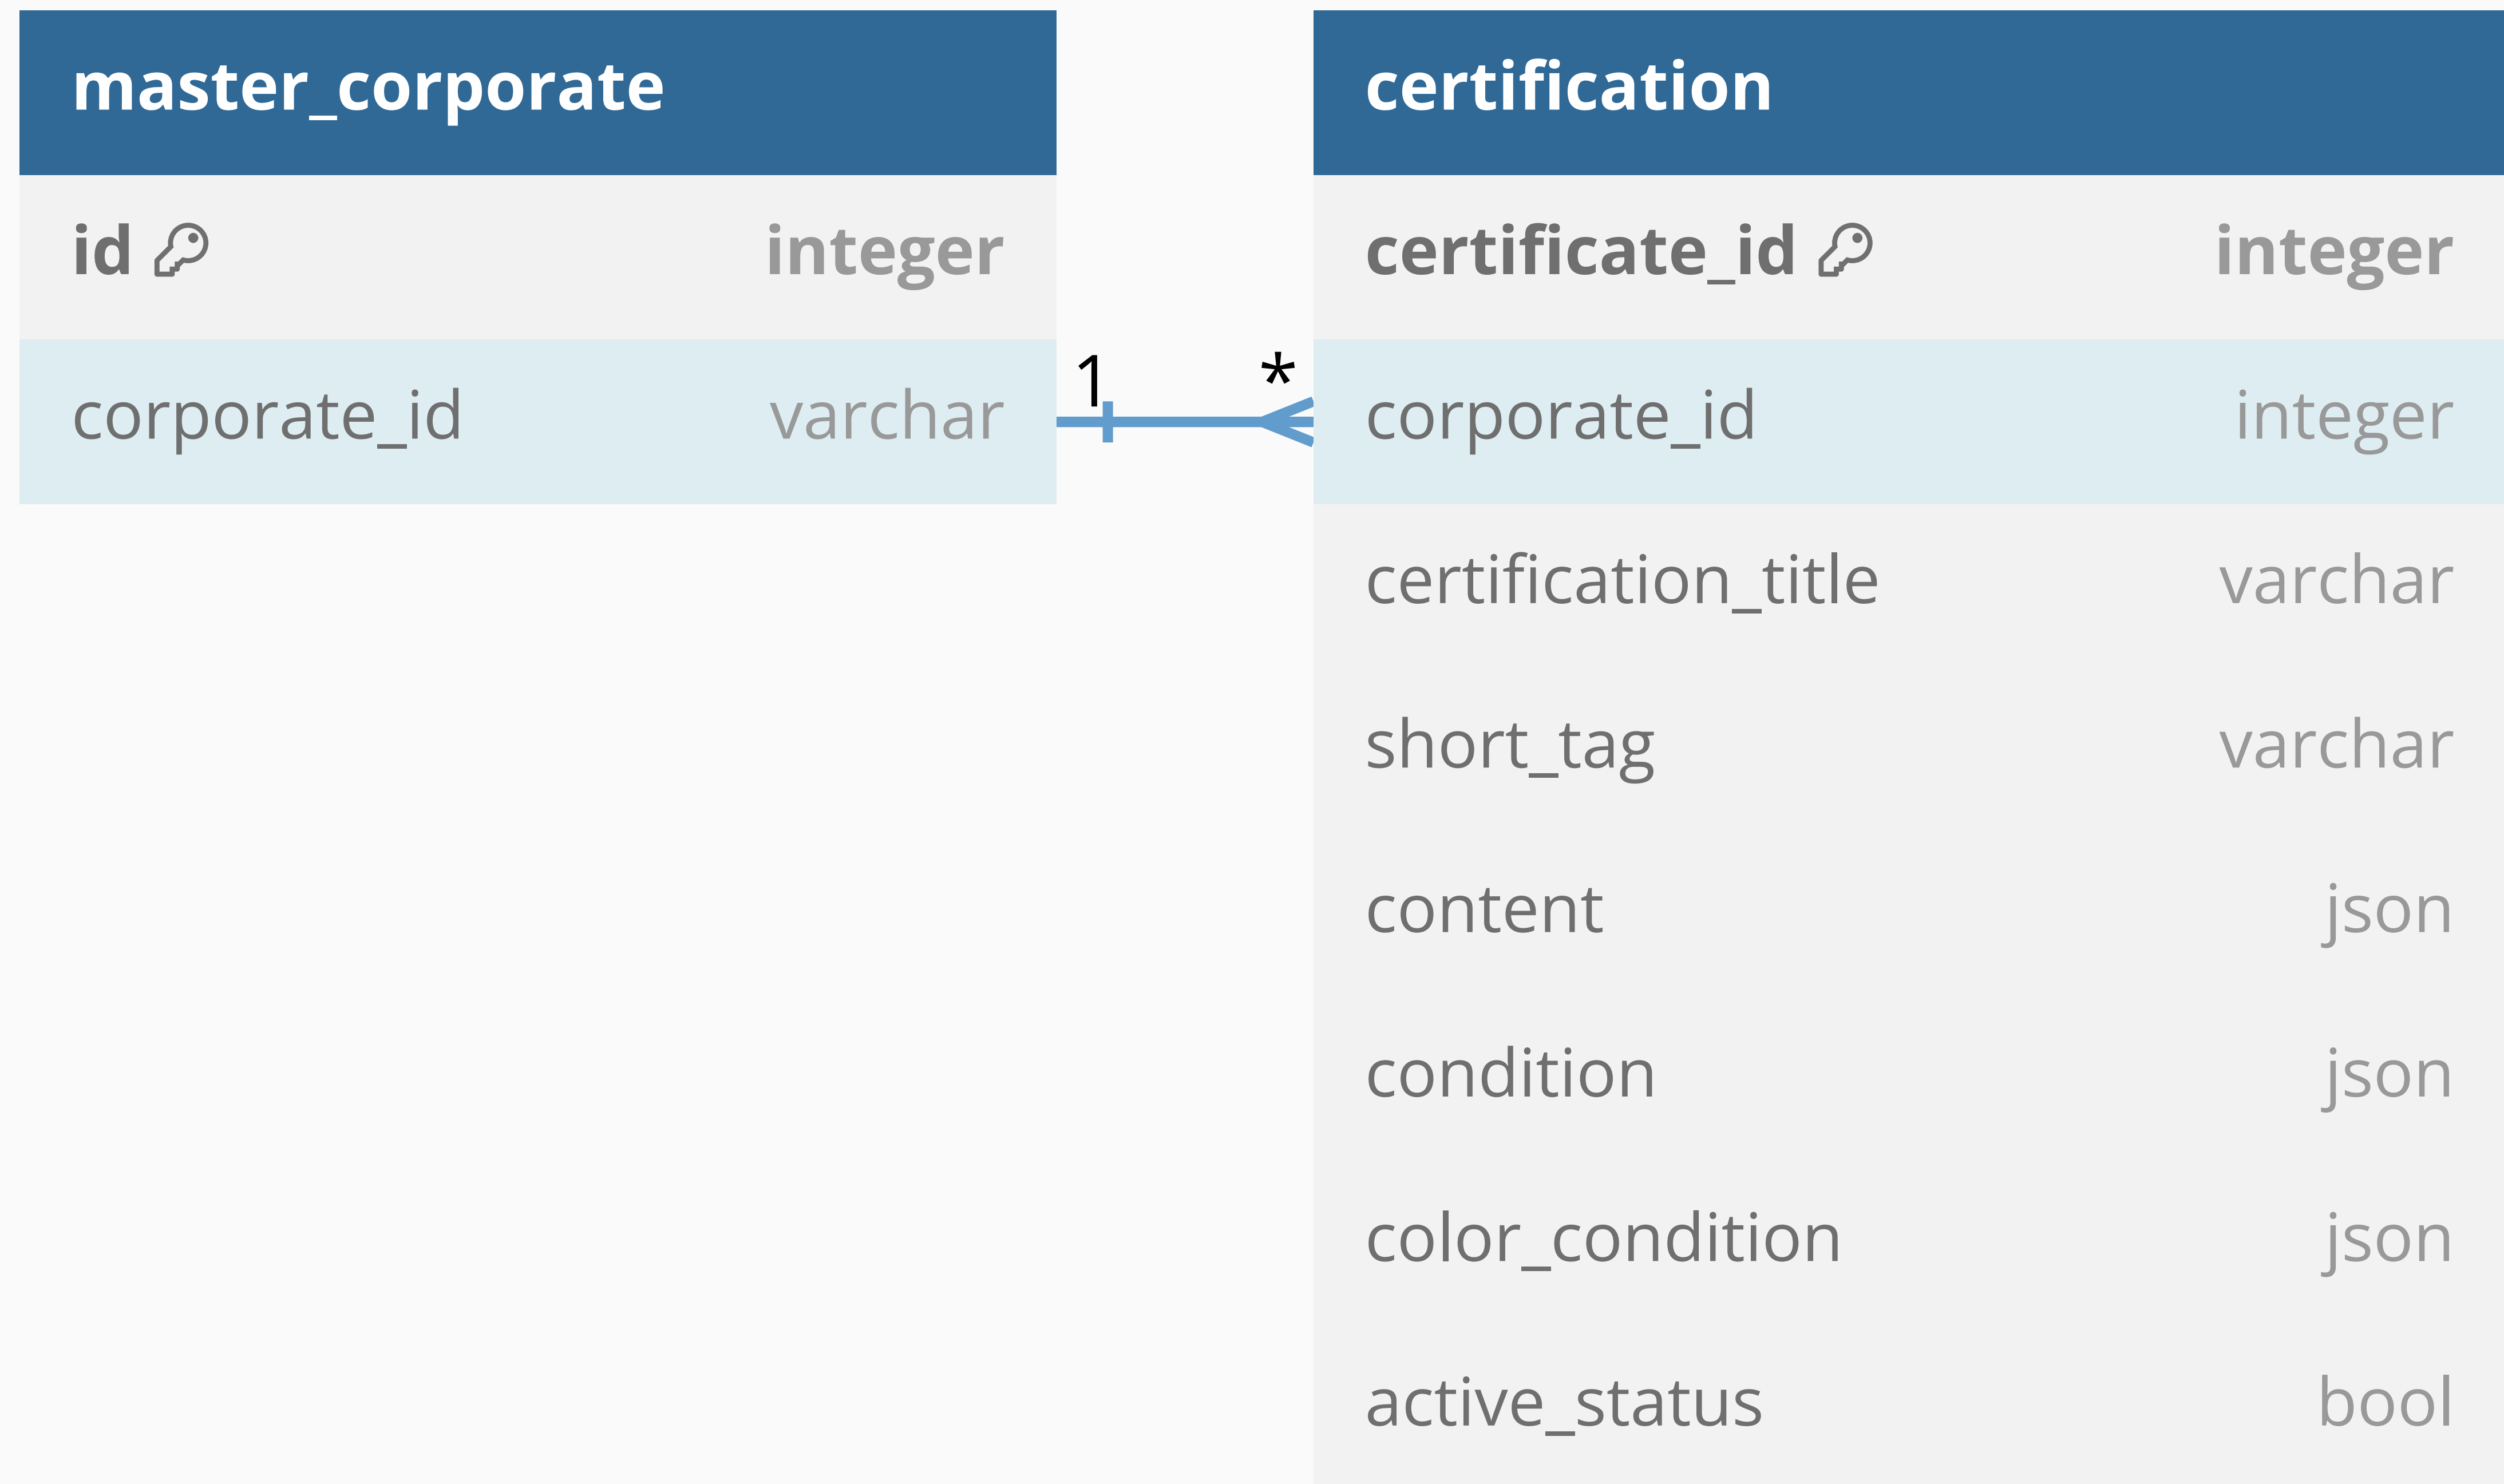 master_corporate
id integer
corporate_id varchar
1 *
certification
certificate_id integer
corporate_id integer
certification_title varchar
short_tag varchar
content json
condition json
color_condition json
active_status bool